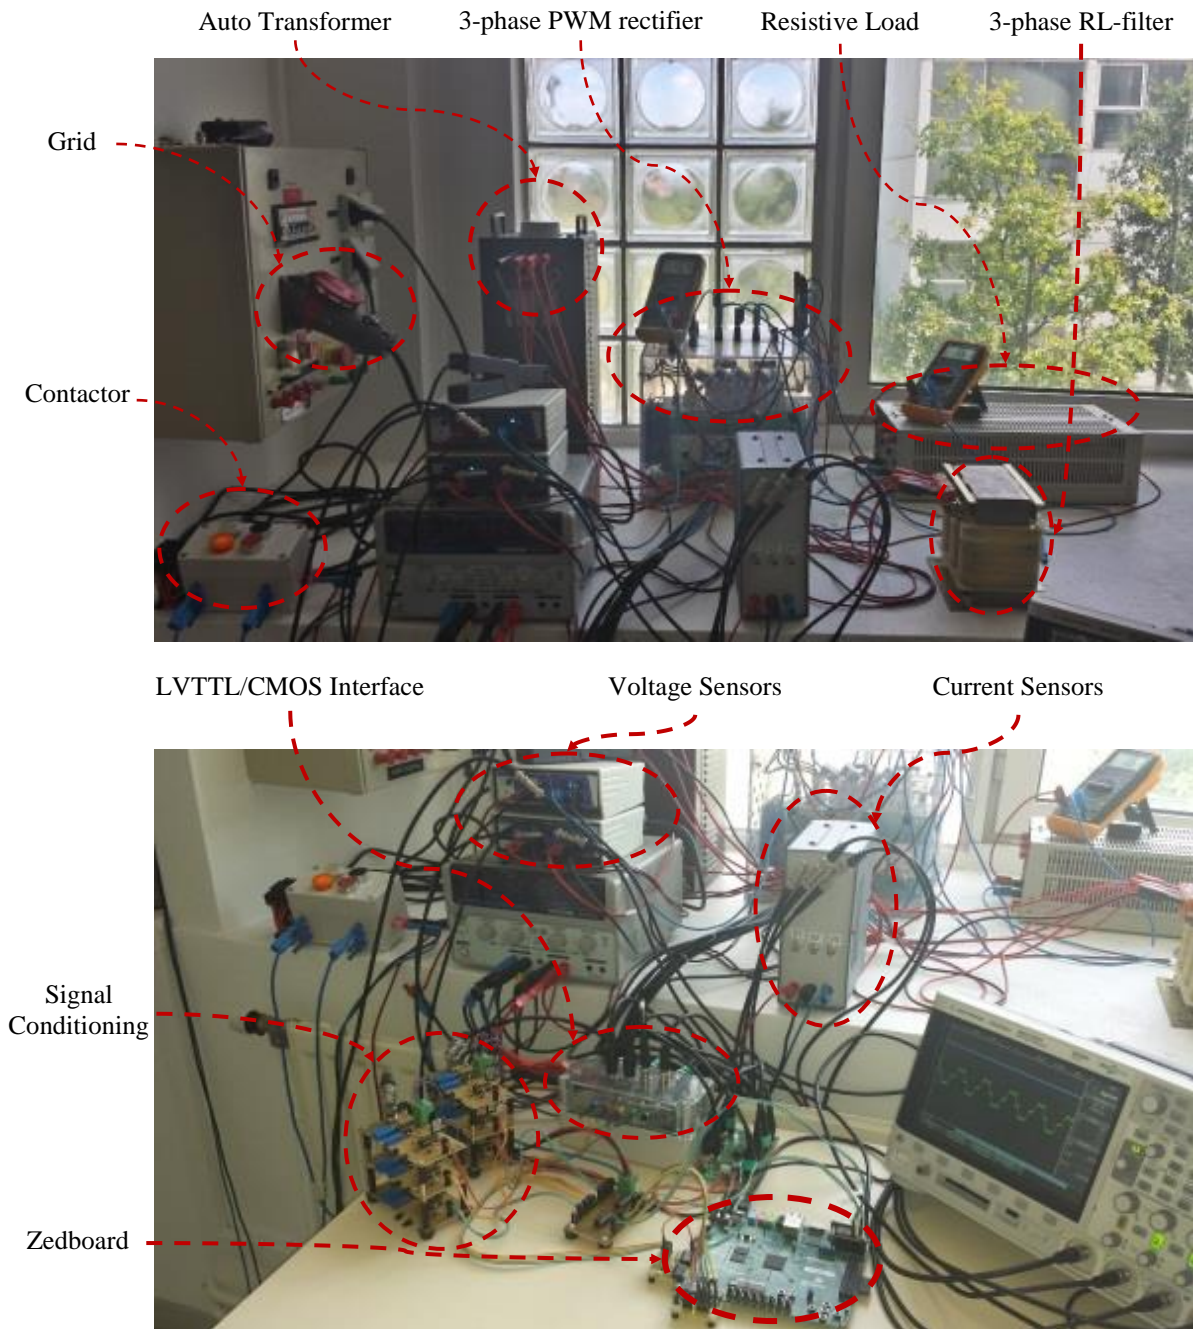 Auto Transformer
3-phase PWM rectifier
Resistive Load
3-phase RL-filter
Grid
Contactor
LVTTL/CMOS Interface
Voltage Sensors
Current Sensors
Signal
Conditioning
Zedboard